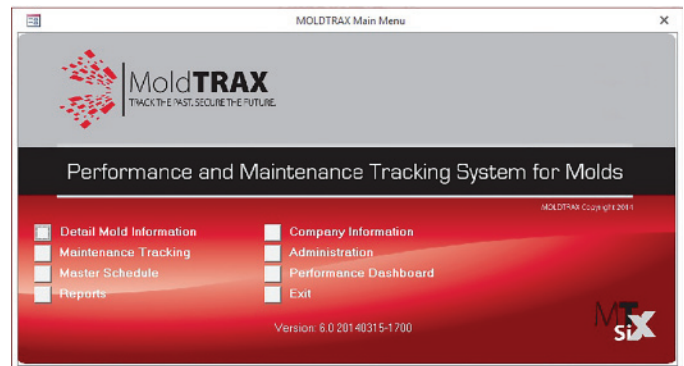 MOLDTRAX Main Menu
MoldTRAX
TRACK THE PAST. SECURE THE FUTURE.
Performance and Maintenance Tracking System for Molds
MOLDTRAX Copyright 2014
Detail Mold Information
Company Information
Maintenance Tracking
Administration
Master Schedule
Performance Dashboard
Reports
Exit
Version: 6.0 20140315-1700
MT
SiX